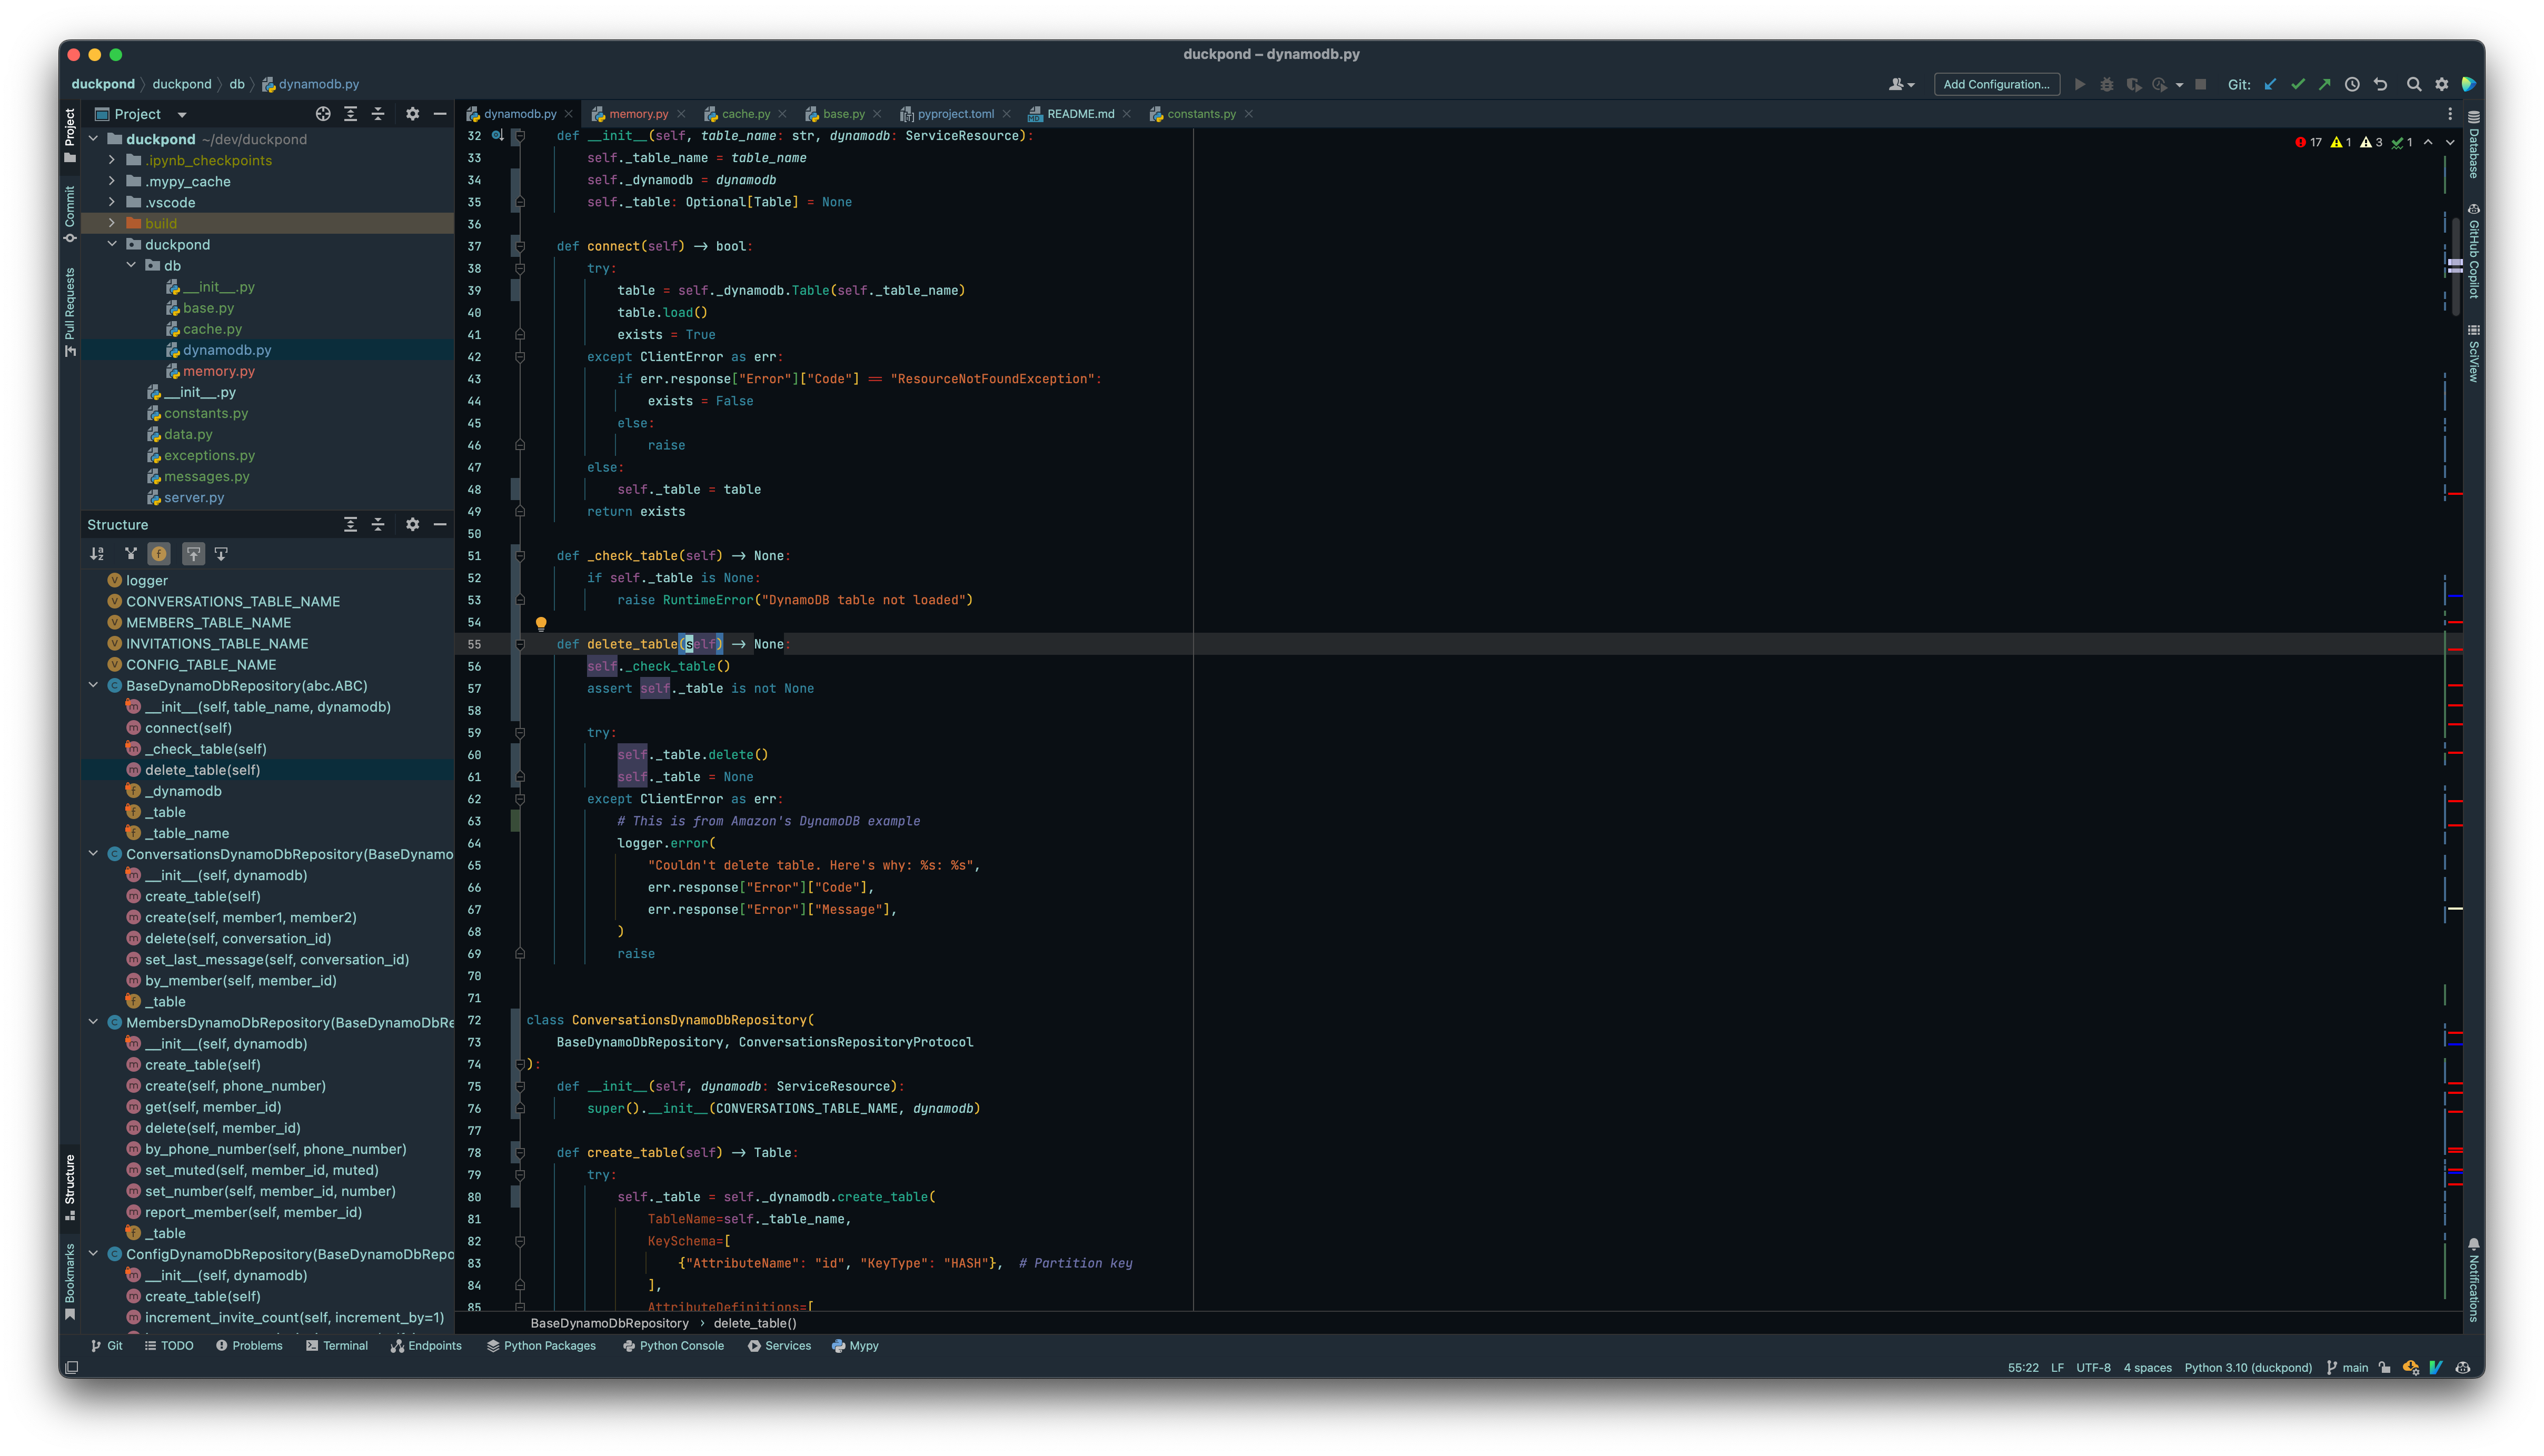 duckpond – dynamodb.py
duckpond duckpond db dynamodb.py
Add Configuration...
Git:
Project
dynamodb.py memory.py cache.py base.py pyproject.toml README.md constants.py
17 1 3 1
Project
Commit
Pull Requests
Structure
Bookmarks
duckpond ~/dev/duckpond
.ipynb_checkpoints
.mypy_cache
.vscode
build
duckpond
db
__init__.py
base.py
cache.py
dynamodb.py
memory.py
__init__.py
constants.py
data.py
exceptions.py
messages.py
server.py
Structure
logger
CONVERSATIONS_TABLE_NAME
MEMBERS_TABLE_NAME
INVITATIONS_TABLE_NAME
CONFIG_TABLE_NAME
BaseDynamoDbRepository(abc.ABC)
__init__(self, table_name, dynamodb)
connect(self)
_check_table(self)
delete_table(self)
_dynamodb
_table
_table_name
ConversationsDynamoDbRepository(BaseDynamo
__init__(self, dynamodb)
create_table(self)
create(self, member1, member2)
delete(self, conversation_id)
set_last_message(self, conversation_id)
by_member(self, member_id)
_table
MembersDynamoDbRepository(BaseDynamoDbRe
__init__(self, dynamodb)
create_table(self)
create(self, phone_number)
get(self, member_id)
delete(self, member_id)
by_phone_number(self, phone_number)
set_muted(self, member_id, muted)
set_number(self, member_id, number)
report_member(self, member_id)
_table
ConfigDynamoDbRepository(BaseDynamoDbRepo
__init__(self, dynamodb)
create_table(self)
increment_invite_count(self, increment_by=1)
32 def __init__(self, table_name: str, dynamodb: ServiceResource):
33 self._table_name = table_name
34 self._dynamodb = dynamodb
35 self._table: Optional[Table] = None
36
37 def connect(self) -> bool:
38 try:
39 table = self._dynamodb.Table(self._table_name)
40 table.load()
41 exists = True
42 except ClientError as err:
43 if err.response["Error"]["Code"] == "ResourceNotFoundException":
44 exists = False
45 else:
46 raise
47 else:
48 self._table = table
49 return exists
50
51 def _check_table(self) -> None:
52 if self._table is None:
53 raise RuntimeError("DynamoDB table not loaded")
54
55 def delete_table(self) -> None:
56 self._check_table()
57 assert self._table is not None
58
59 try:
60 self._table.delete()
61 self._table = None
62 except ClientError as err:
63 # This is from Amazon's DynamoDB example
64 logger.error(
65 "Couldn't delete table. Here's why: %s: %s",
66 err.response["Error"]["Code"],
67 err.response["Error"]["Message"],
68 )
69 raise
70
71
72 class ConversationsDynamoDbRepository(
73 BaseDynamoDbRepository, ConversationsRepositoryProtocol
74 ):
75 def __init__(self, dynamodb: ServiceResource):
76 super().__init__(CONVERSATIONS_TABLE_NAME, dynamodb)
77
78 def create_table(self) -> Table:
79 try:
80 self._table = self._dynamodb.create_table(
81 TableName=self._table_name,
82 KeySchema=[
83 {"AttributeName": "id", "KeyType": "HASH"}, # Partition key
84 ],
85 AttributeDefinitions=[
BaseDynamoDbRepository › delete_table()
Database
GitHub Copilot
SciView
Notifications
Git TODO Problems Terminal Endpoints Python Packages Python Console Services Mypy
55:22 LF UTF-8 4 spaces Python 3.10 (duckpond) main